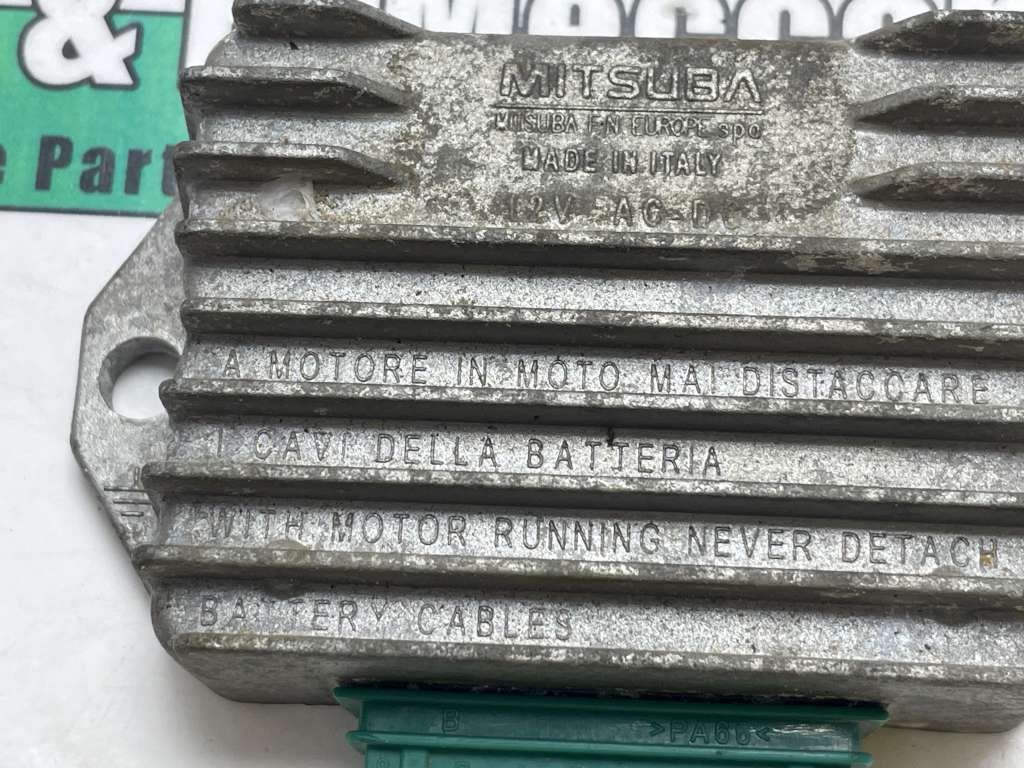 &
e Part
MITSUBA
MITSUBA F.N EUROPE spa
MADE IN ITALY
12V AC-DC
A MOTORE IN MOTO MAI DISTACCARE
I CAVI DELLA BATTERIA
WITH MOTOR RUNNING NEVER DETACH
BATTERY CABLES
B >PA66<